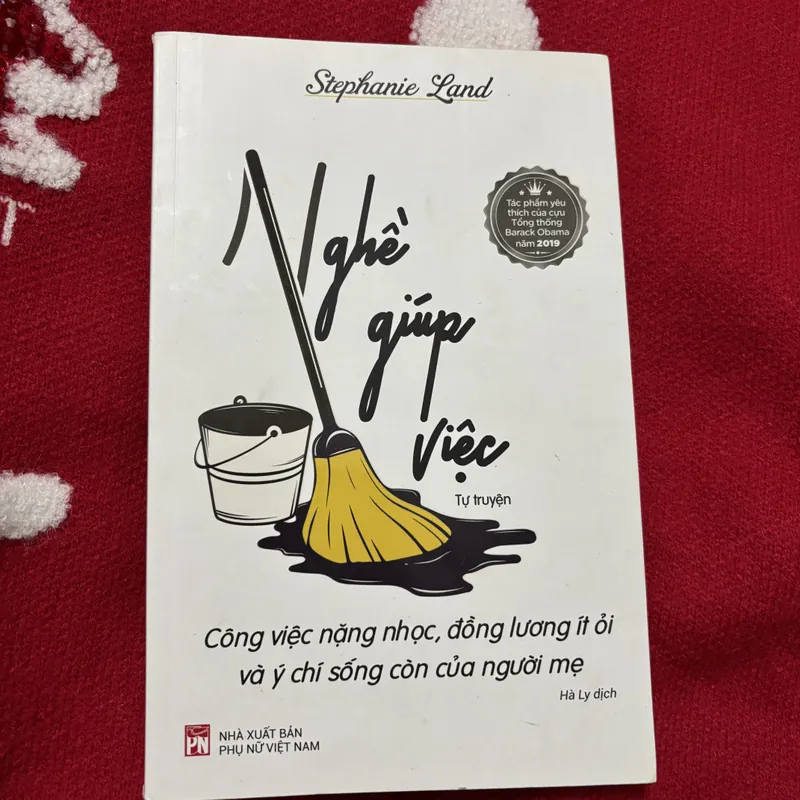 Stephanie Land
Nghề
giúp
việc
Tự truyện
Tác phẩm yêu
thích của cựu
Tổng thống
Barack Obama
năm 2019
Công việc nặng nhọc, đồng lương ít ỏi
và ý chí sống còn của người mẹ
Hà Ly dịch
PN
NHÀ XUẤT BẢN
PHỤ NỮ VIỆT NAM